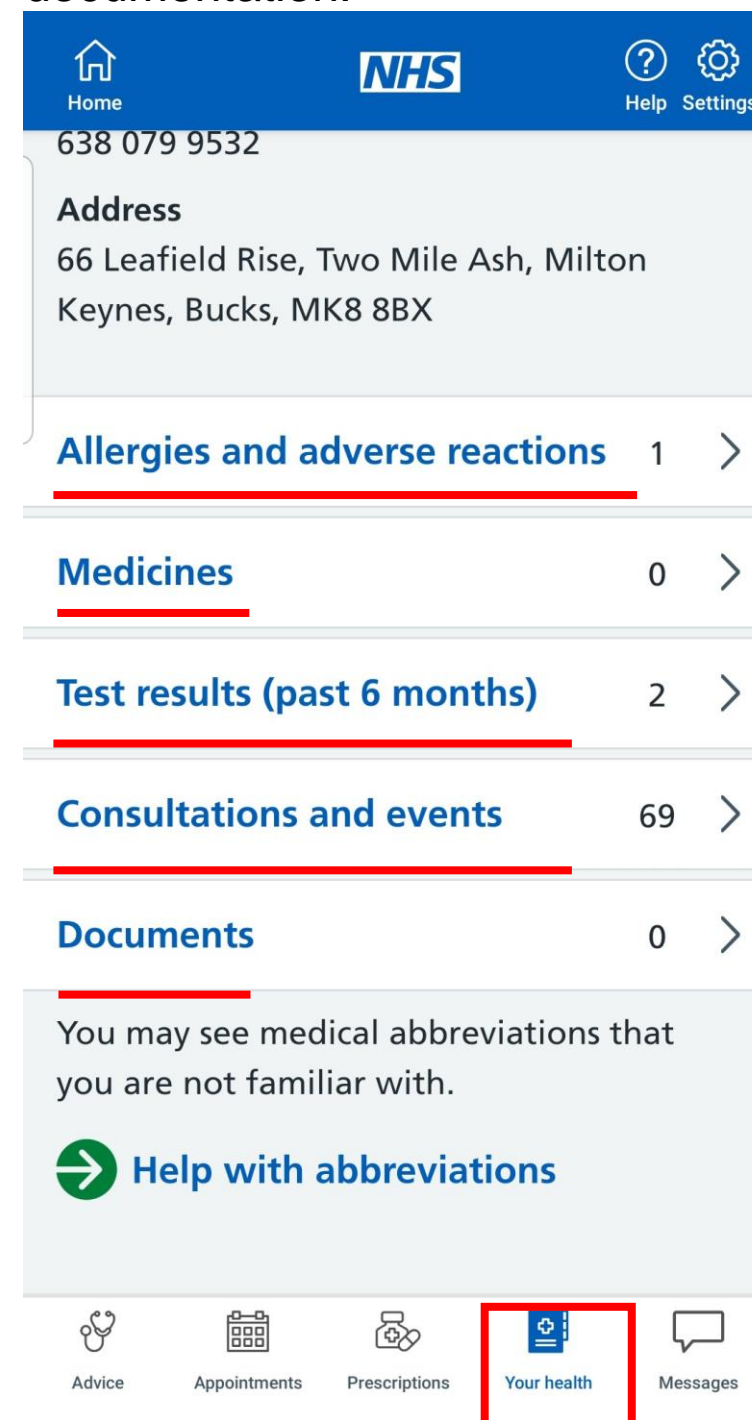 documentation.
NHS
Home
Help Settings
638 079 9532
Address
66 Leafield Rise, Two Mile Ash, Milton
Keynes, Bucks, MK8 8BX
Allergies and adverse reactions 1
Medicines 0
Test results (past 6 months) 2
Consultations and events 69
Documents 0
You may see medical abbreviations that
you are not familiar with.
Help with abbreviations
Advice Appointments Prescriptions Your health Messages